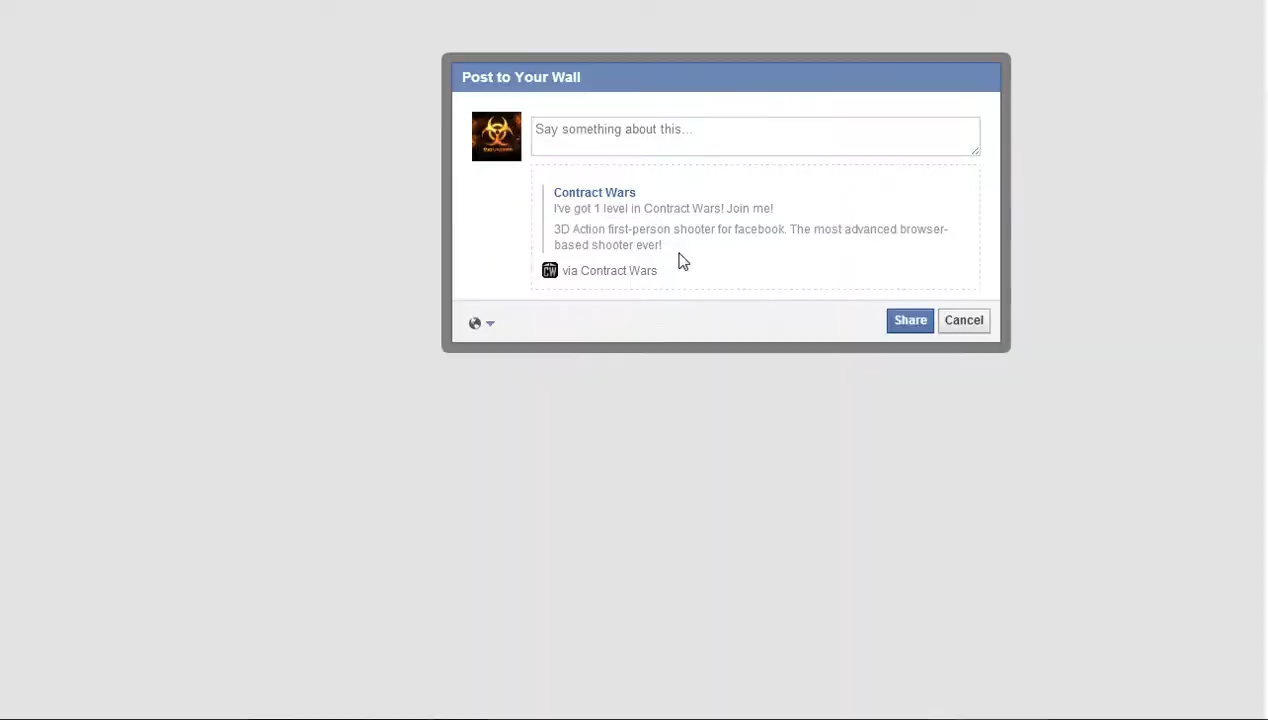 Post to Your Wall
Say something about this...
Contract Wars
I've got 1 level in Contract Wars! Join me!
3D Action first-person shooter for facebook. The most advanced browser-
based shooter ever!
CW via Contract Wars
Share Cancel